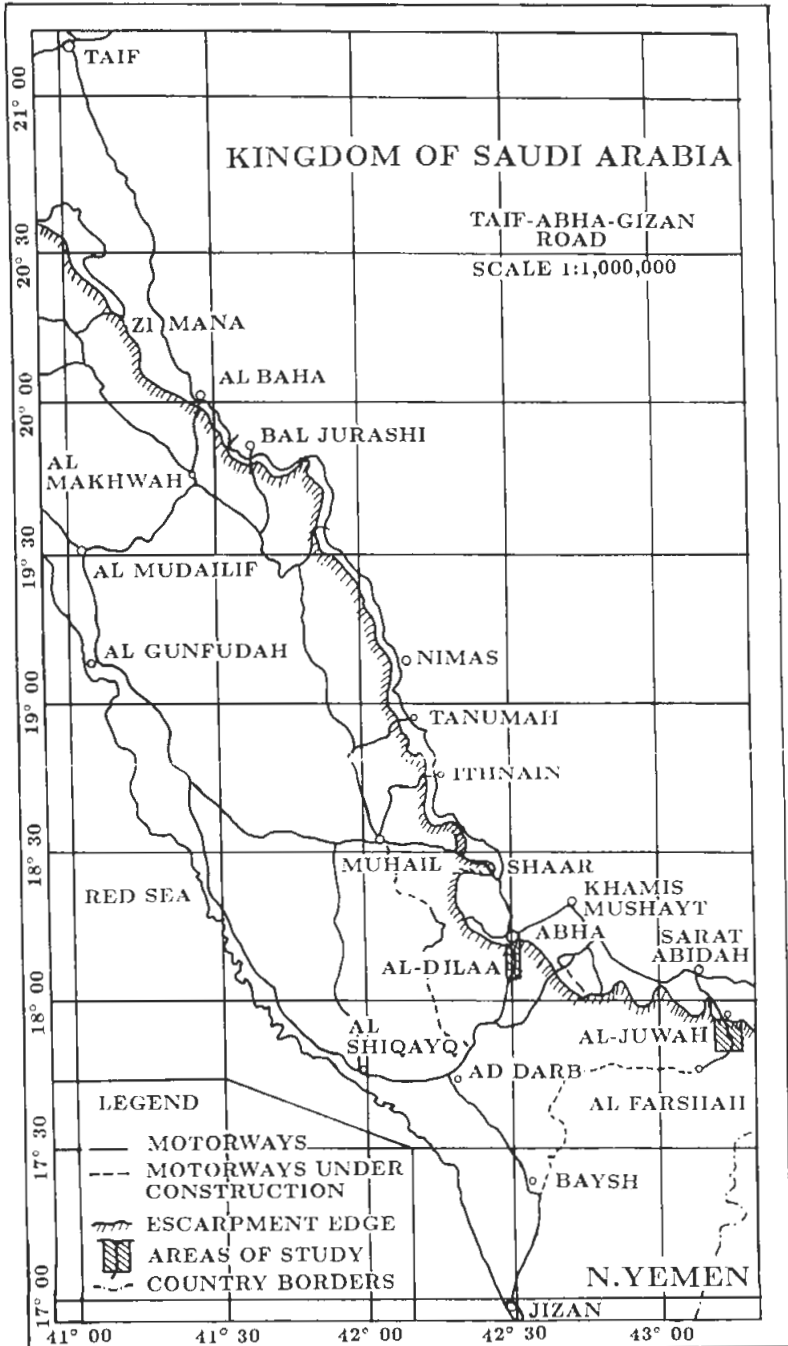 TAIF
21° 00
KINGDOM OF SAUDI ARABIA
TAIF-ABHA-GIZAN
ROAD
SCALE 1:1,000,000
20° 30
ZI MANA
AL BAHA
20° 00
BAL JURASHI
AL
MAKHWAH
19° 30
AL MUDAILIF
AL GUNFUDAH
NIMAS
19° 00
TANUMAH
ITHNAIN
18° 30
MUHAIL
SHAAR
RED SEA
KHAMIS
MUSHAYT
ABHA
SARAT
ABIDAH
AL-DILAA
18° 00
AL
SHIQAYQ
AL-JUWAH
AD DARB
AL FARSHAH
LEGEND
17° 30
MOTORWAYS
MOTORWAYS UNDER
CONSTRUCTION
BAYSH
ESCARPMENT EDGE
AREAS OF STUDY
COUNTRY BORDERS
N.YEMEN
17° 00
JIZAN
41° 00
41° 30
42° 00
42° 30
43° 00